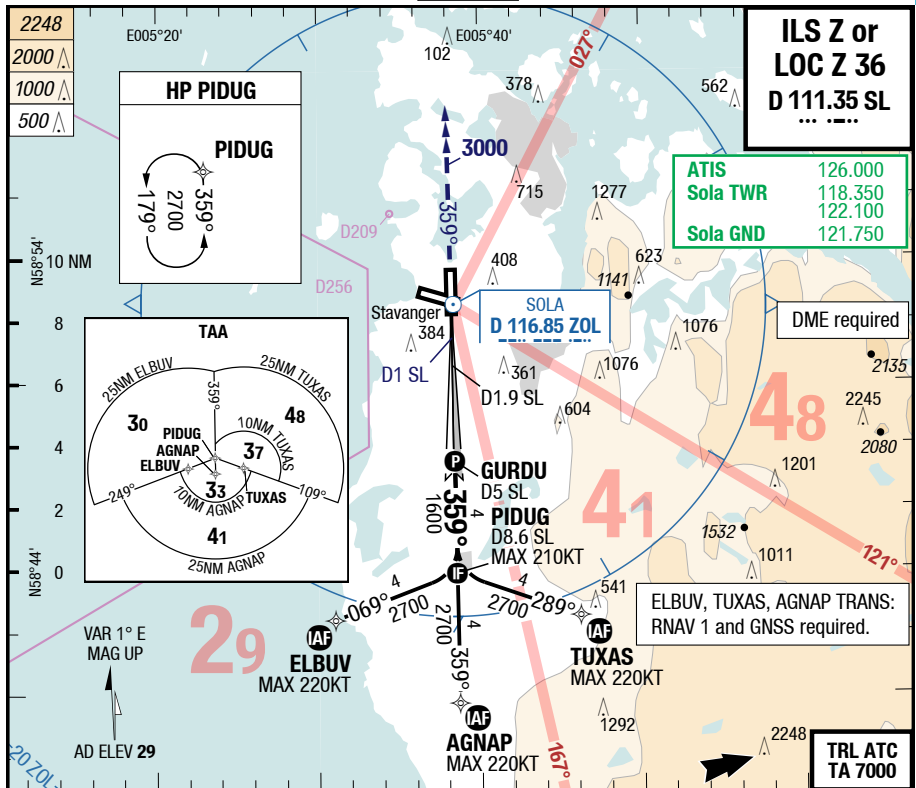 2248
2000
1000
500
E005°20'
E005°40'
102
027°
378
562
ILS Z or
LOC Z 36
D 111.35 SL
HP PIDUG
PIDUG
179°
2700
359°
3000
359°
715
1277
ATIS 126.000
Sola TWR 118.350
122.100
Sola GND 121.750
N58°54'
10 NM
D209
D256
408
623
1141
Stavanger
SOLA
D 116.85 ZOL
DME required
8
384
D1 SL
361
D1.9 SL
1076
1076
2135
TAA
25NM ELBUV
25NM TUXAS
359°
30
48
10NM TUXAS
PIDUG
AGNAP
ELBUV
37
33
TUXAS
249°
10NM AGNAP
109°
41
25NM AGNAP
6
604
48
2245
2080
4
GURDU
D5 SL
1201
P
359°
1600
4
PIDUG
D8.6 SL
MAX 210KT
41
2
1532
1011
121°
N58°44'
0
IF
069°
4
2700
4
2700
289°
541
2700
4
359°
ELBUV, TUXAS, AGNAP TRANS:
RNAV 1 and GNSS required.
29
IAF
ELBUV
MAX 220KT
IAF
TUXAS
MAX 220KT
VAR 1° E
MAG UP
AD ELEV 29
IAF
AGNAP
MAX 220KT
1292
167°
2248
TRL ATC
TA 7000
20 ZOL